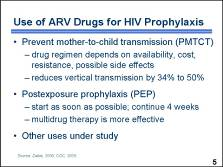 Use of ARV Drugs for HIV Prophylaxis
• Prevent mother-to-child transmission (PMTCT)
– drug regimen depends on availability, cost,
resistance, possible side effects
– reduces vertical transmission by 34% to 50%
• Postexposure prophylaxis (PEP)
– start as soon as possible; continue 4 weeks
– multidrug therapy is more effective
• Other uses under study
Source: 2000; CDC, 2005.
5